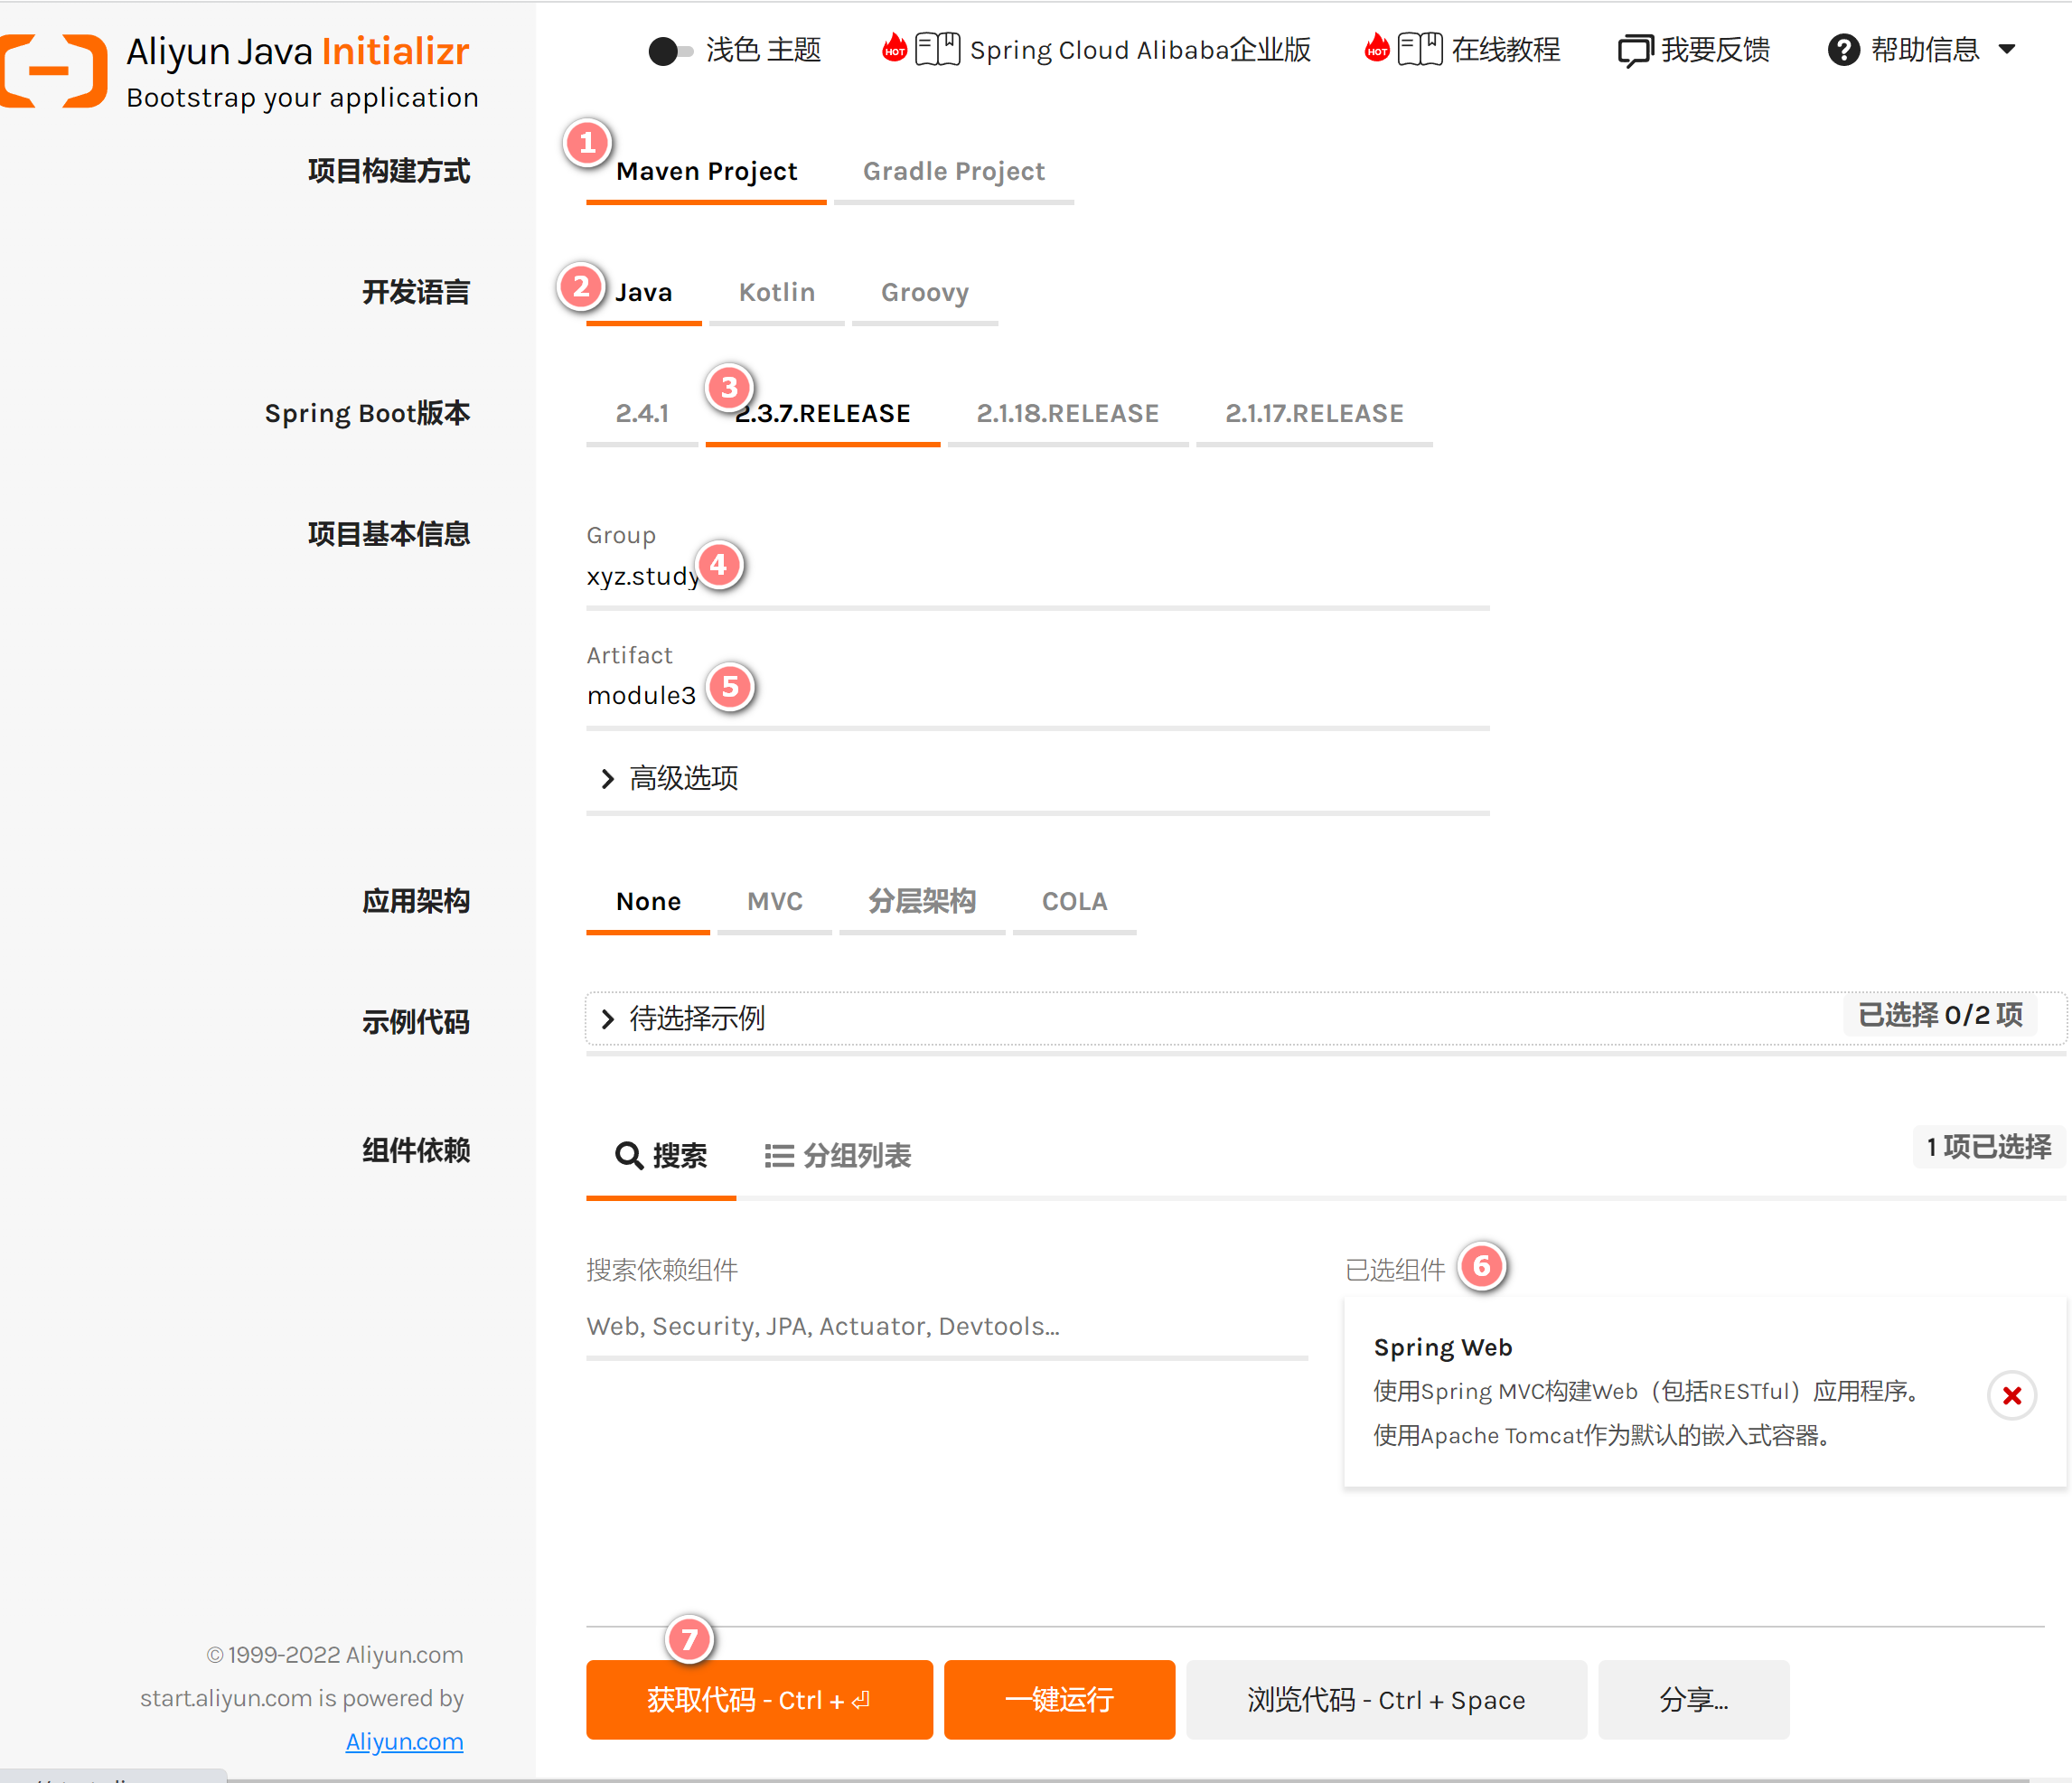 Aliyun Java Initializr
Bootstrap your application
浅色 主题
HOT Spring Cloud Alibaba企业版
HOT 在线教程
我要反馈
帮助信息
1
项目构建方式
Maven Project
Gradle Project
2
开发语言
Java
Kotlin
Groovy
3
Spring Boot版本
2.4.1
2.3.7.RELEASE
2.1.18.RELEASE
2.1.17.RELEASE
项目基本信息
Group
xyz.study
4
Artifact
module3
5
高级选项
应用架构
None
MVC
分层架构
COLA
示例代码
待选择示例
已选择 0/2 项
组件依赖
搜索
分组列表
1 项已选择
搜索依赖组件
Web, Security, JPA, Actuator, Devtools...
已选组件
6
Spring Web
使用Spring MVC构建Web（包括RESTful）应用程序。
使用Apache Tomcat作为默认的嵌入式容器。
7
获取代码 - Ctrl + ⏎
一键运行
浏览代码 - Ctrl + Space
分享...
© 1999-2022 Aliyun.com
start.aliyun.com is powered by
Aliyun.com